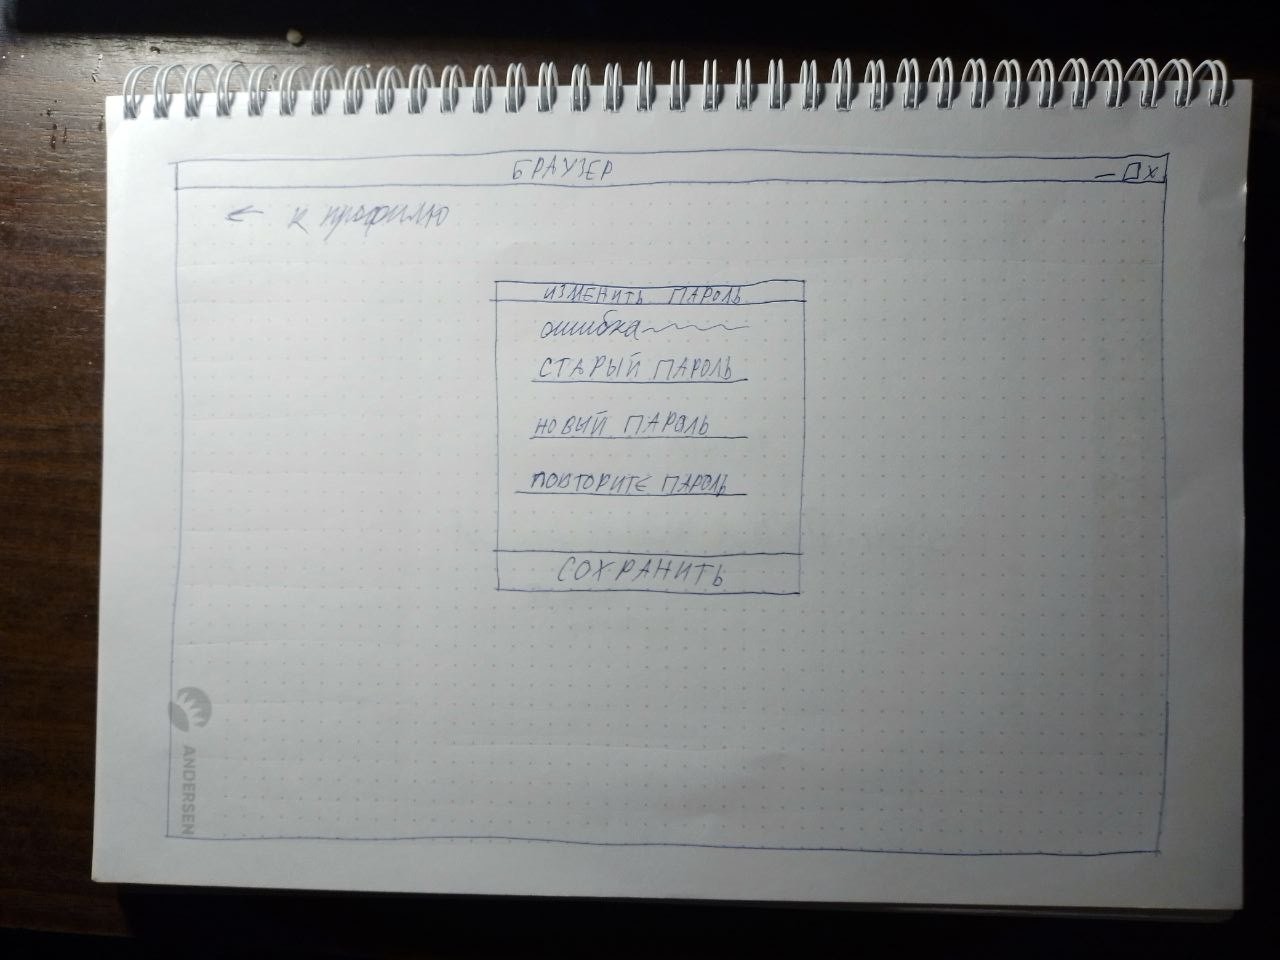 БРАУЗЕР
— □ x
← к профилю
ИЗМЕНИТЬ ПАРОЛЬ
ошибка
СТАРЫЙ ПАРОЛЬ
НОВЫЙ ПАРОЛЬ
ПОВТОРИТЕ ПАРОЛЬ
СОХРАНИТЬ
ANDERSEN